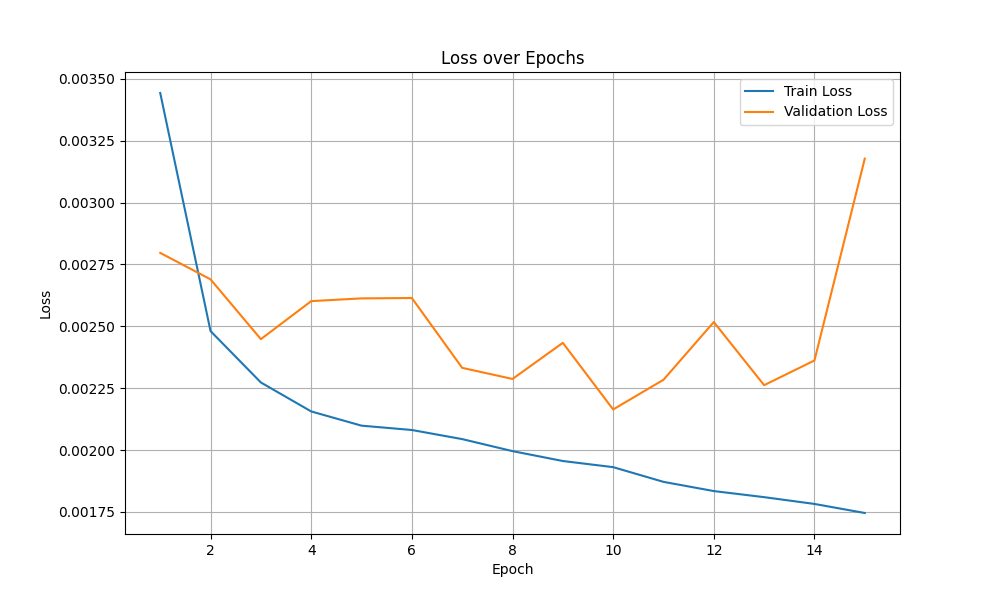 Loss over Epochs
Train Loss
Validation Loss
0.00350
0.00325
0.00300
0.00275
0.00250
0.00225
0.00200
0.00175
Loss
2 4 6 8 10 12 14
Epoch